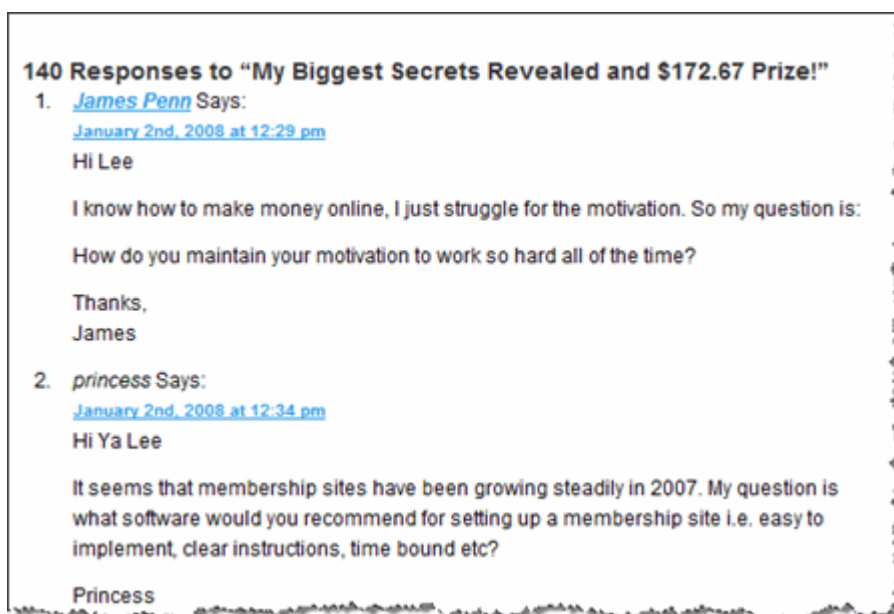 140 Responses to “My Biggest Secrets Revealed and $172.67 Prize!”
1. James Penn Says:
January 2nd, 2008 at 12:29 pm
Hi Lee
I know how to make money online, I just struggle for the motivation. So my question is:
How do you maintain your motivation to work so hard all of the time?
Thanks,
James
2. princess Says:
January 2nd, 2008 at 12:34 pm
Hi Ya Lee
It seems that membership sites have been growing steadily in 2007. My question is
what software would you recommend for setting up a membership site i.e. easy to
implement, clear instructions, time bound etc?
Princess